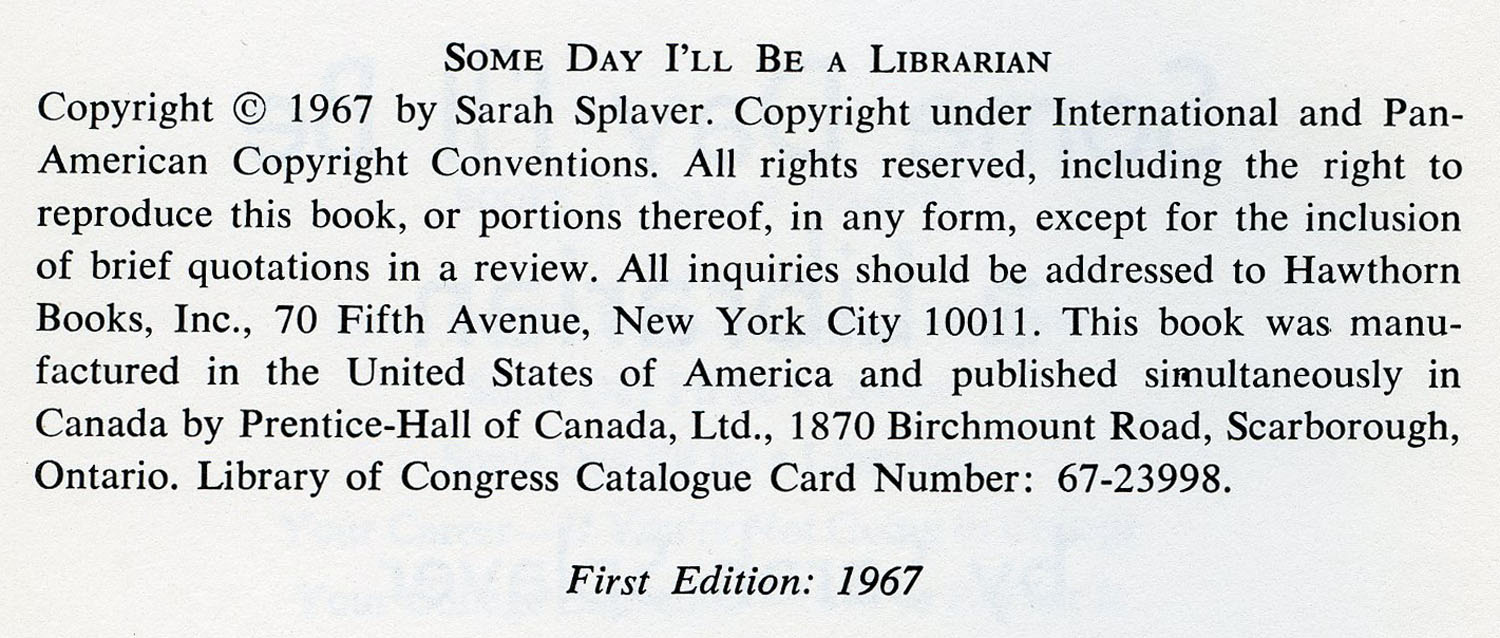 SOME DAY I'LL BE A LIBRARIAN
Copyright © 1967 by Sarah Splaver. Copyright under International and Pan-
American Copyright Conventions. All rights reserved, including the right to
reproduce this book, or portions thereof, in any form, except for the inclusion
of brief quotations in a review. All inquiries should be addressed to Hawthorn
Books, Inc., 70 Fifth Avenue, New York City 10011. This book was manu-
factured in the United States of America and published simultaneously in
Canada by Prentice-Hall of Canada, Ltd., 1870 Birchmount Road, Scarborough,
Ontario. Library of Congress Catalogue Card Number: 67-23998.
First Edition: 1967